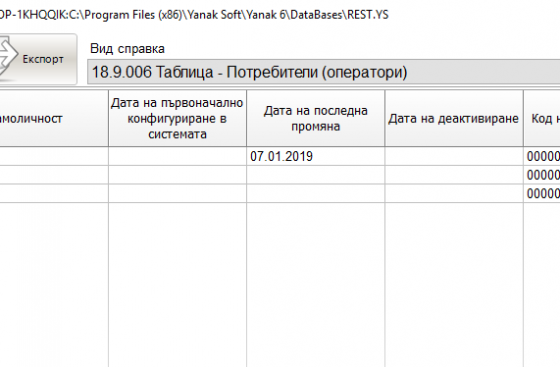 OP-1KHQQIK:C:\Program Files (x86)\Yanak Soft\Yanak 6\DataBases\REST.YS
Експорт
Вид справка
18.9.006 Таблица - Потребители (оператори)
амоличност
Дата на първоначално
конфигуриране в
системата
Дата на последна
промяна
Дата на деактивиране
Код н
07.01.2019
00000
00000
00000